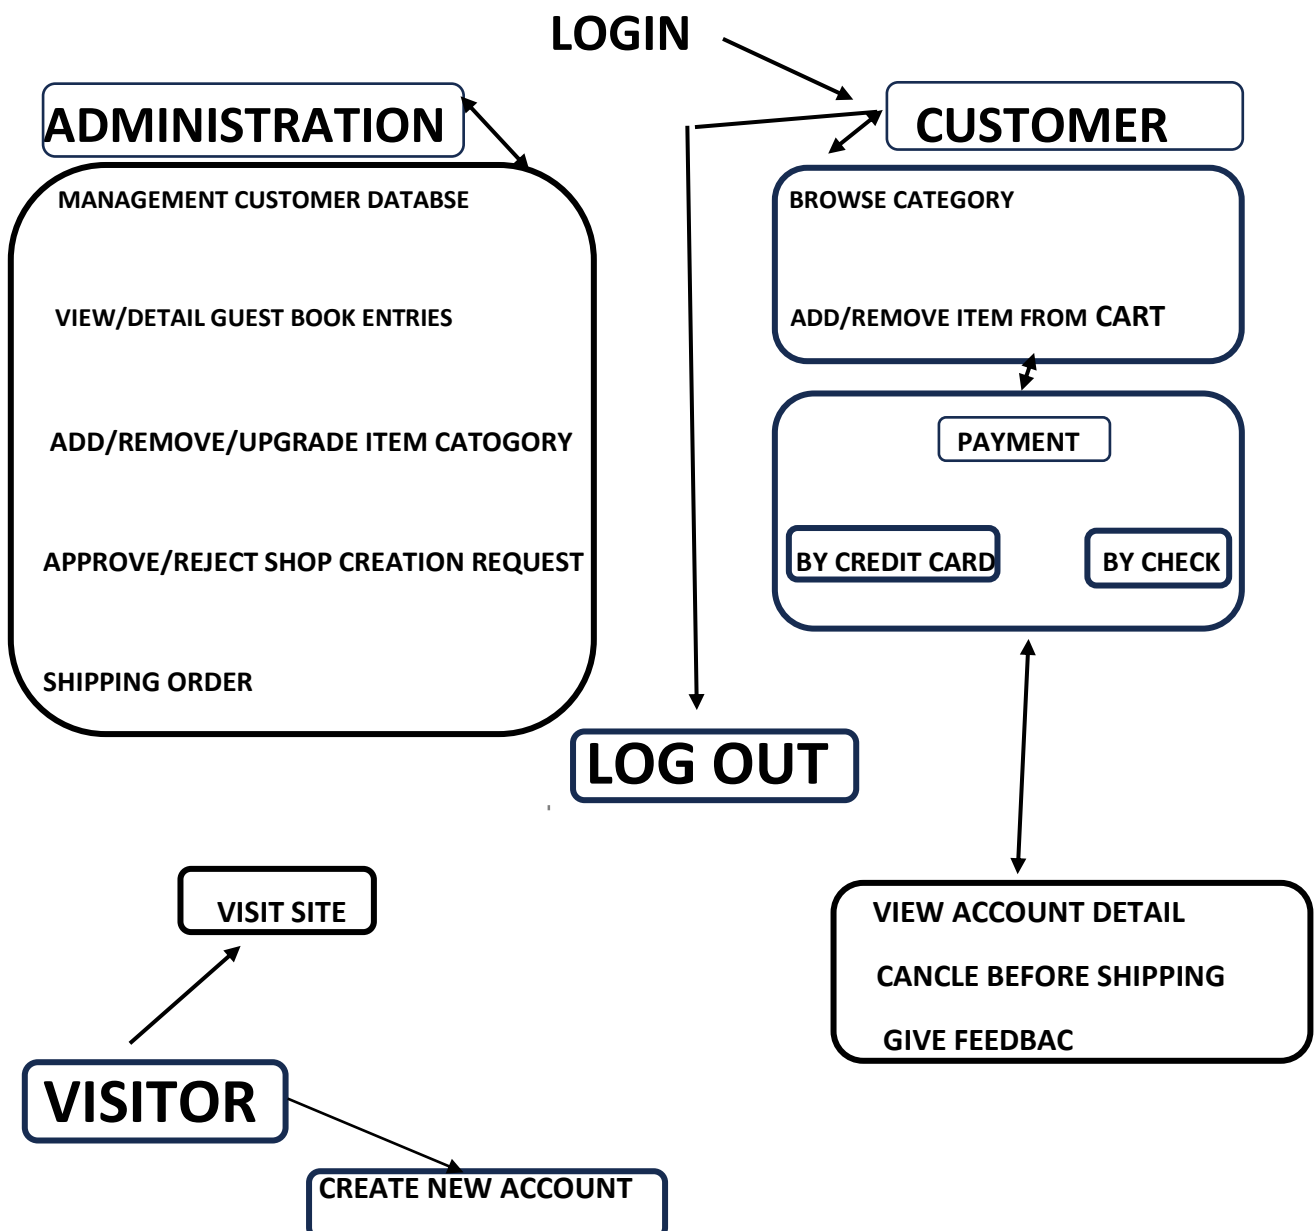 LOGIN
ADMINISTRATION
CUSTOMER
MANAGEMENT CUSTOMER DATABSE
BROWSE CATEGORY
VIEW/DETAIL GUEST BOOK ENTRIES
ADD/REMOVE ITEM FROM CART
ADD/REMOVE/UPGRADE ITEM CATOGORY
PAYMENT
APPROVE/REJECT SHOP CREATION REQUEST
BY CREDIT CARD
BY CHECK
SHIPPING ORDER
LOG OUT
VISIT SITE
VIEW ACCOUNT DETAIL
CANCLE BEFORE SHIPPING
GIVE FEEDBAC
VISITOR
CREATE NEW ACCOUNT